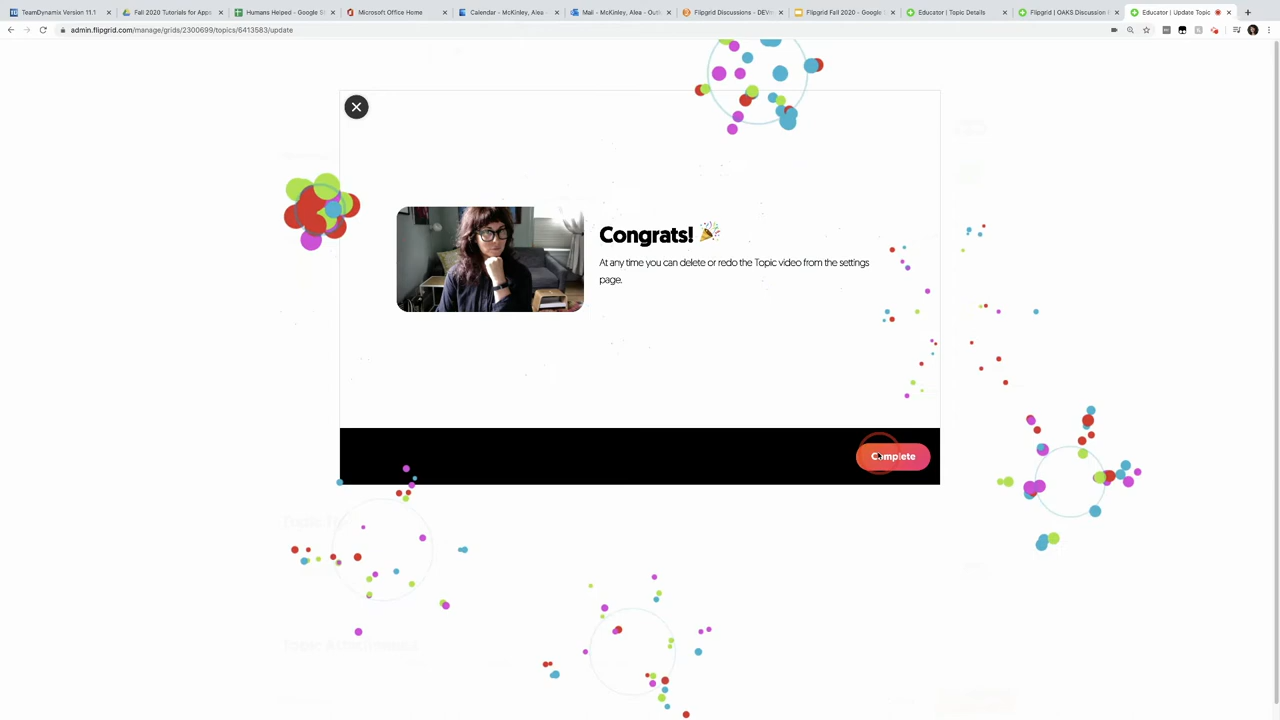 TeamDynamix Version 11.1
Fall 2020 Tutorials for Apps
Humans Helped - Google S
Microsoft Office Home
Calendar - McKinley, Alea - O
Mail - McKinley, Alea - Outl
Flipgrid Discussions - DEV
Flipgrid Fall 2020 - Google
Educator | Topic Details
Flipgrid | OAKS Discussion
Educator | Update Topic
admin.flipgrid.com/manage/grids/2300699/topics/6413583/update
Congrats!
At any time you can delete or redo the Topic video from the settings
page.
Complete